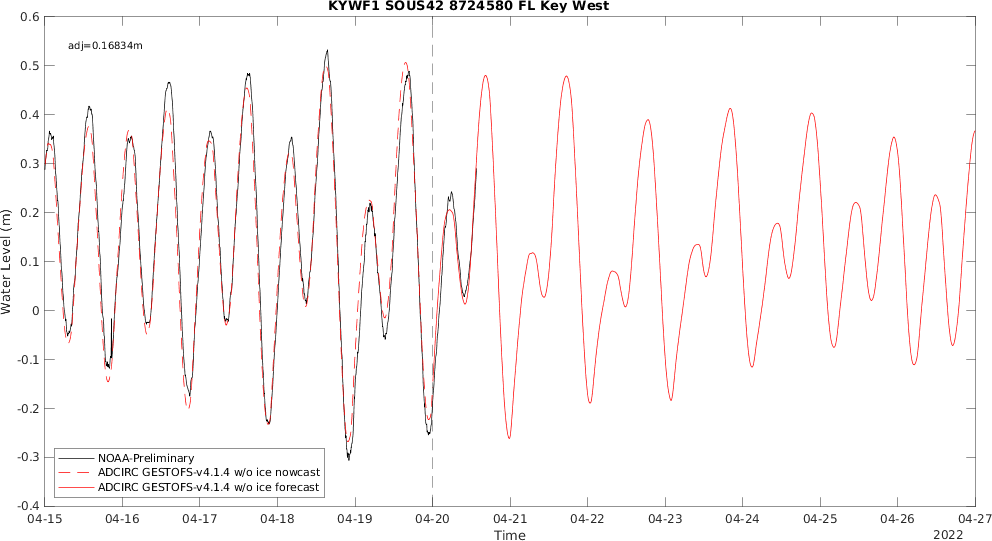 KYWF1 SOUS42 8724580 FL Key West
adj=0.16834m
0.6
0.5
0.4
0.3
0.2
0.1
0
-0.1
-0.2
-0.3
-0.4
Water Level (m)
NOAA-Preliminary
ADCIRC GESTOFS-v4.1.4 w/o ice nowcast
ADCIRC GESTOFS-v4.1.4 w/o ice forecast
04-15 04-16 04-17 04-18 04-19 04-20 04-21 04-22 04-23 04-24 04-25 04-26 04-27
Time
2022